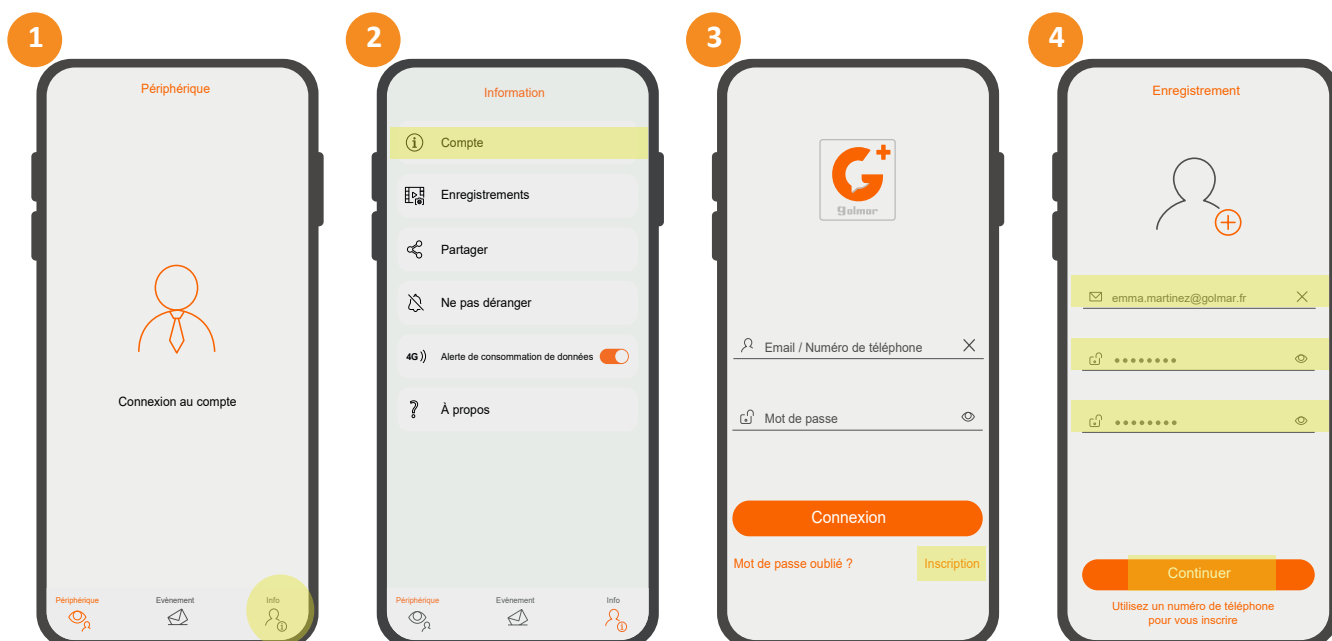 1
Périphérique
Connexion au compte
Périphérique
Evènement
Info
2
Information
Compte
Enregistrements
Partager
Ne pas déranger
4G Alerte de consommation de données
À propos
Périphérique
Evènement
Info
3
golmar
Email / Numéro de téléphone
Mot de passe
Connexion
Mot de passe oublié ?
Inscription
4
Enregistrement
emma.martinez@golmar.fr
Continuer
Utilisez un numéro de téléphone
pour vous inscrire